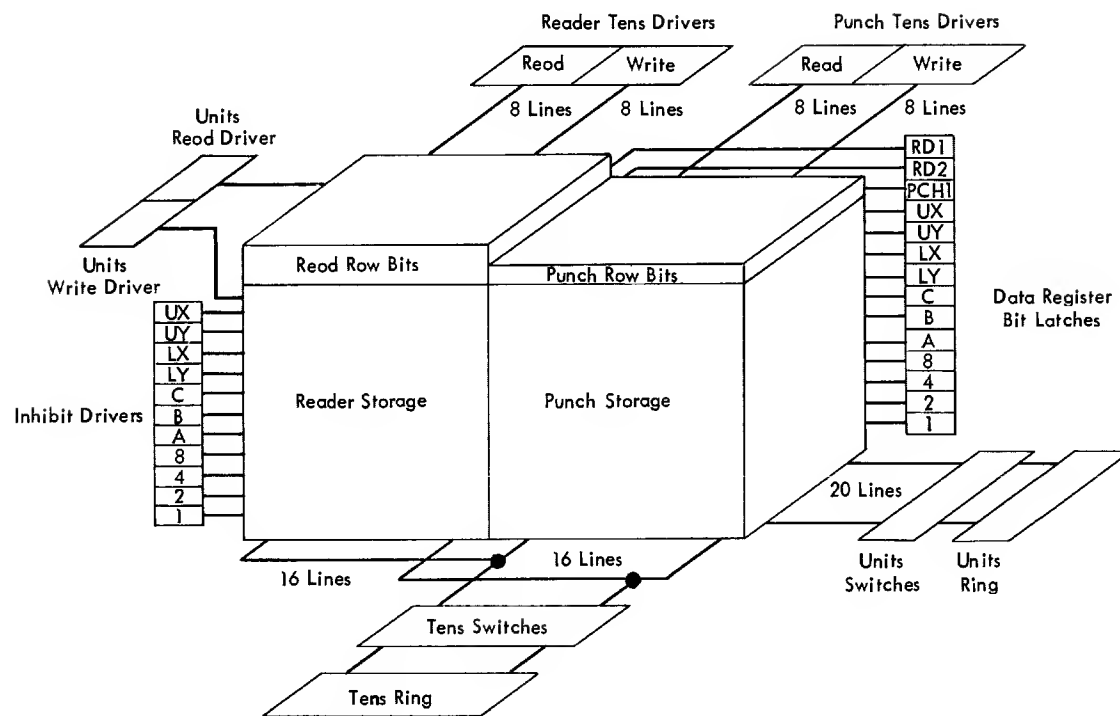 Reader Tens Drivers
Punch Tens Drivers
Reod
Write
Read
Write
8 Lines
8 Lines
8 Lines
8 Lines
Units
Reod Driver
Units
Write Driver
RD1
RD2
PCH1
UX
UY
LX
LY
C
B
A
8
4
2
1
Data Register
Bit Latches
Reod Row Bits
Punch Row Bits
UX
UY
LX
LY
C
B
A
8
4
2
1
Inhibit Drivers
Reader Storage
Punch Storage
20 Lines
Units
Switches
Units
Ring
16 Lines
16 Lines
Tens Switches
Tens Ring